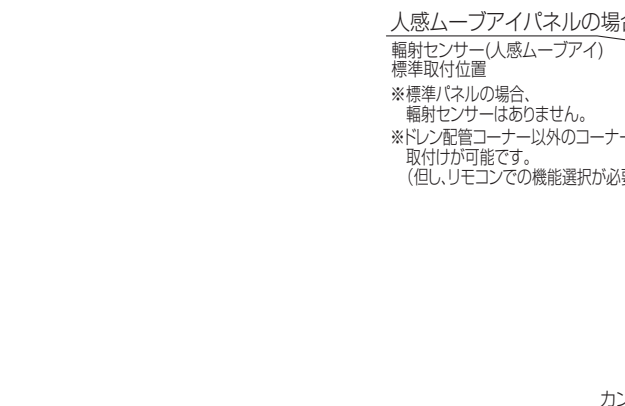 人感ムーブアイパネルの場合
輻射センサー(人感ムーブアイ)
標準取付位置
※標準パネルの場合、
輻射センサーはありません。
※ドレン配管コーナー以外のコーナー
取付けが可能です。
(但し、リモコンでの機能選択が必要
カン